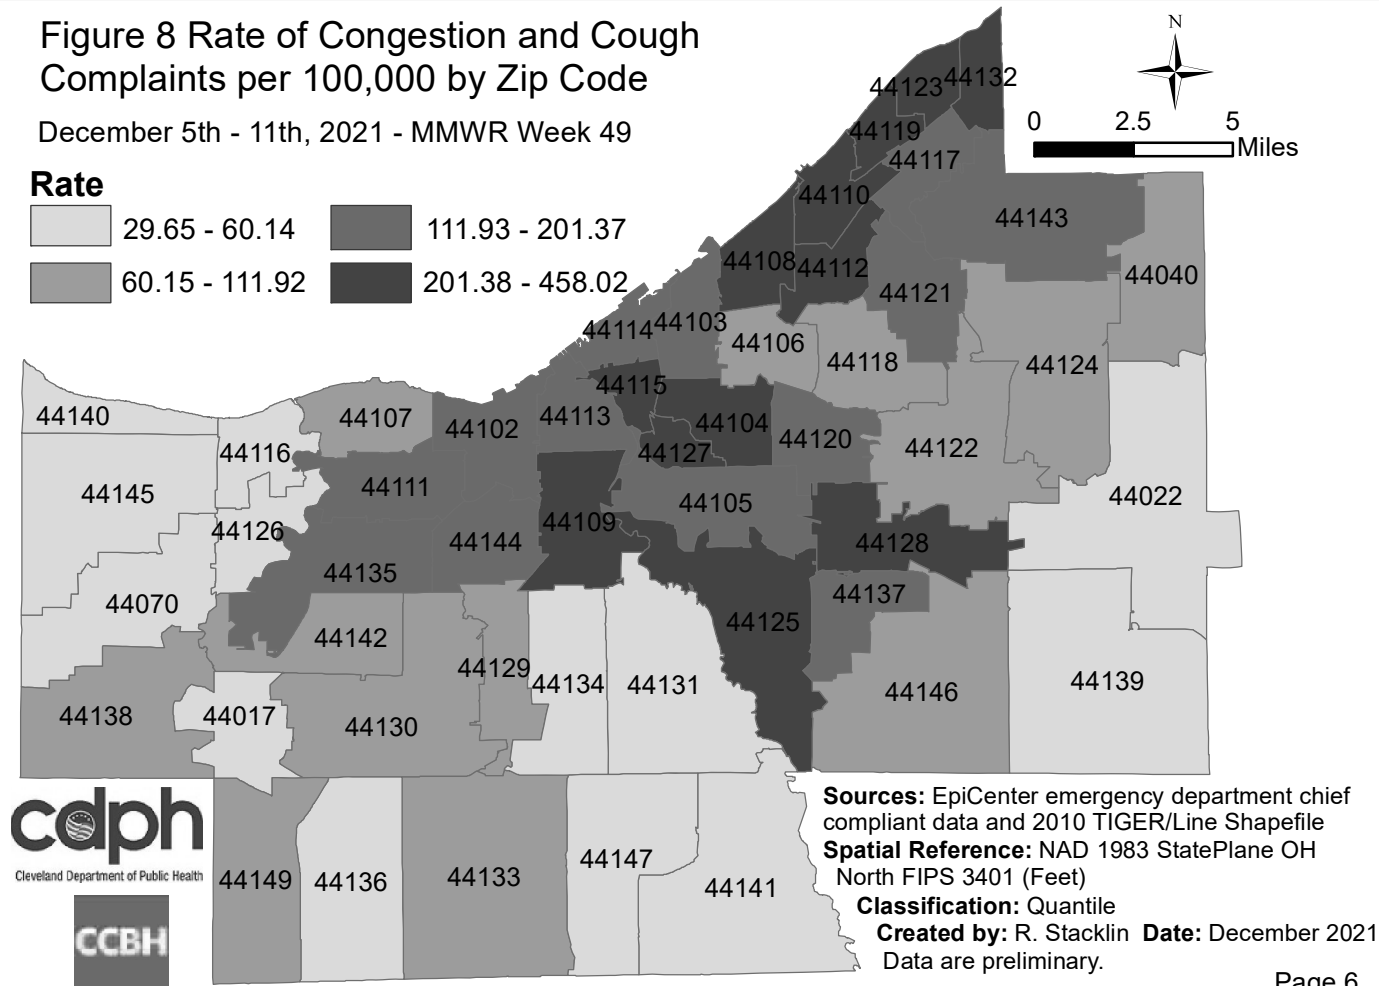 Figure 8 Rate of Congestion and Cough
Complaints per 100,000 by Zip Code
December 5th - 11th, 2021 - MMWR Week 49
Rate
29.65 - 60.14
111.93 - 201.37
60.15 - 111.92
201.38 - 458.02
N
0 2.5 5
Miles
44132
44123
44119
44117
44110
44143
44108
44112
44040
44121
44114
44103
44106
44118
44124
44115
44140
44107
44102
44113
44104
44120
44116
44127
44122
44145
44111
44105
44022
44126
44109
44144
44128
44135
44070
44137
44142
44125
44129
44134
44131
44139
44146
44138
44017
44130
44149
44136
44133
44147
44141
cdph
Cleveland Department of Public Health
CCBH
Sources: EpiCenter emergency department chief
compliant data and 2010 TIGER/Line Shapefile
Spatial Reference: NAD 1983 StatePlane OH
North FIPS 3401 (Feet)
Classification: Quantile
Created by: R. Stacklin Date: December 2021
Data are preliminary.
Page 6